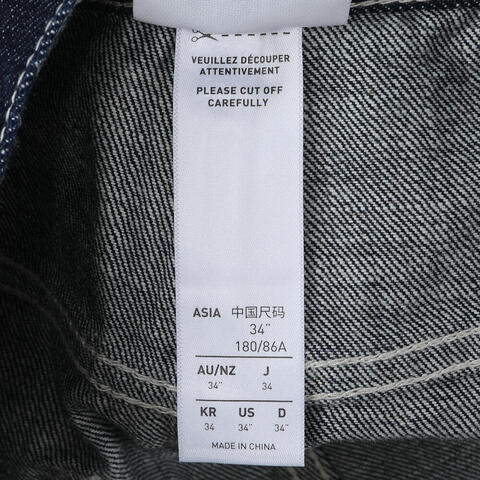 VEUILLEZ DÉCOUPER
ATTENTIVEMENT
PLEASE CUT OFF
CAREFULLY
ASIA 中国尺码
34"
180/86A
AU/NZ J
34" 34
KR US D
34 34" 34"
MADE IN CHINA